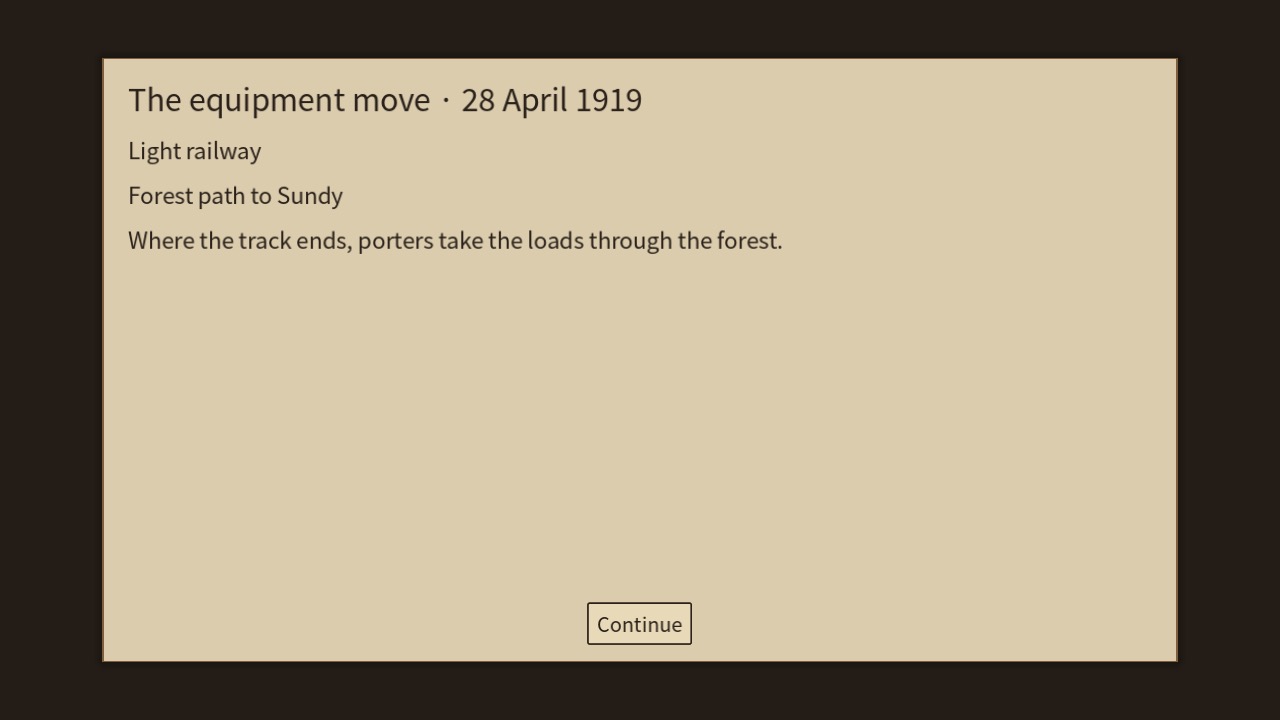 The equipment move · 28 April 1919
Light railway
Forest path to Sundy
Where the track ends, porters take the loads through the forest.
Continue